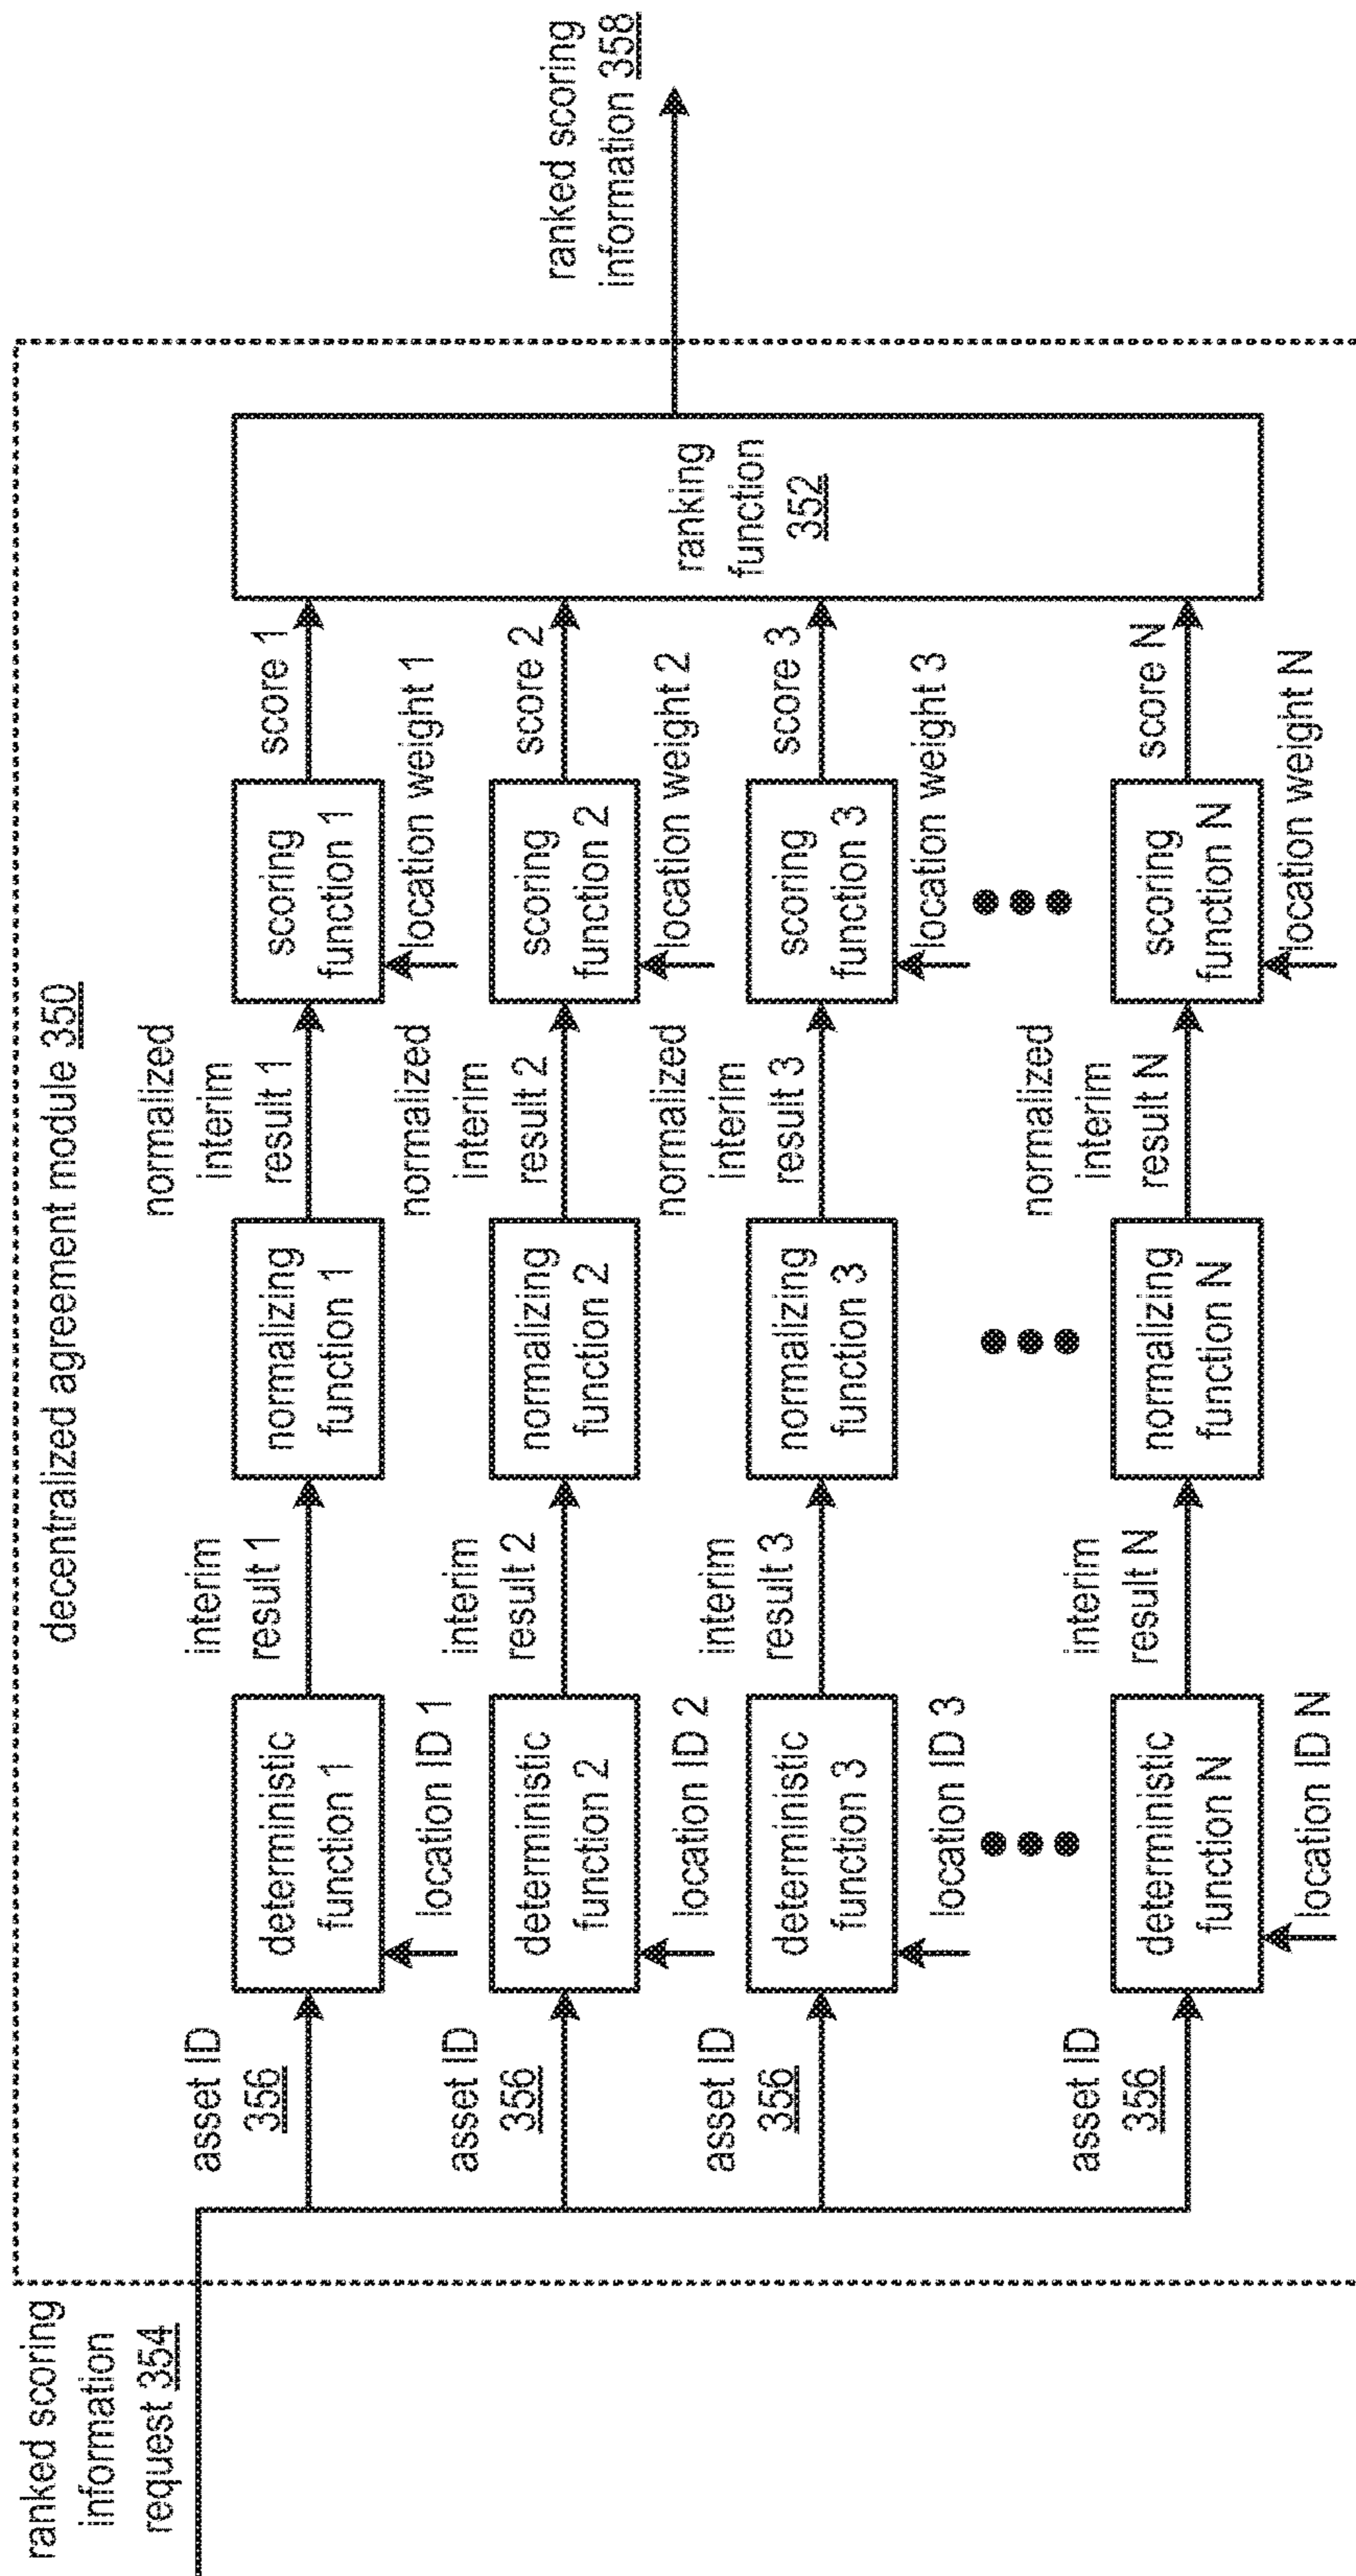 decentralized agreement module 350
ranked scoring
information
request 354
asset ID
356
deterministic
function 1
location ID 1
interim
result 1
normalizing
function 1
normalized
interim
result 1
scoring
function 1
location weight 1
score 1
asset ID
356
deterministic
function 2
location ID 2
interim
result 2
normalizing
function 2
normalized
interim
result 2
scoring
function 2
location weight 2
score 2
asset ID
356
deterministic
function 3
location ID 3
interim
result 3
normalizing
function 3
normalized
interim
result 3
scoring
function 3
location weight 3
score 3
asset ID
356
deterministic
function N
location ID N
interim
result N
normalizing
function N
normalized
interim
result N
scoring
function N
location weight N
score N
ranking
function
352
ranked scoring
information 358